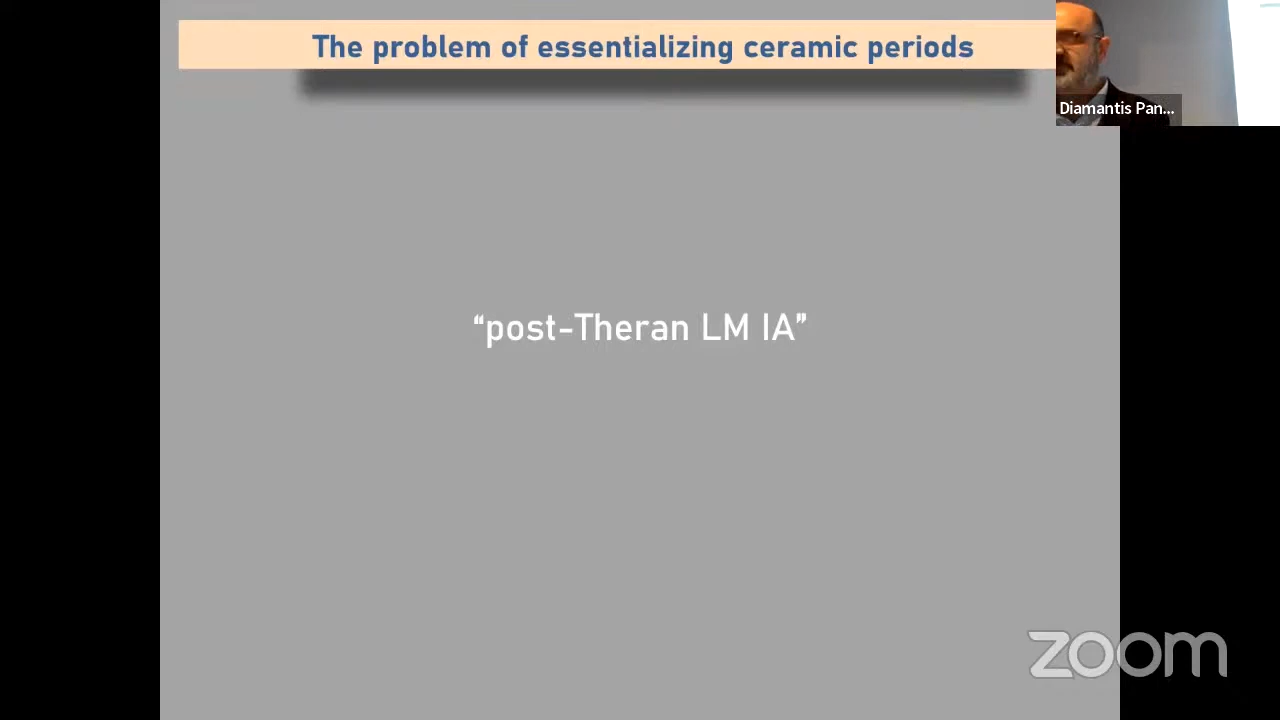 The problem of essentializing ceramic periods
Diamantis Pan...
“post-Theran LM IA”
zoom